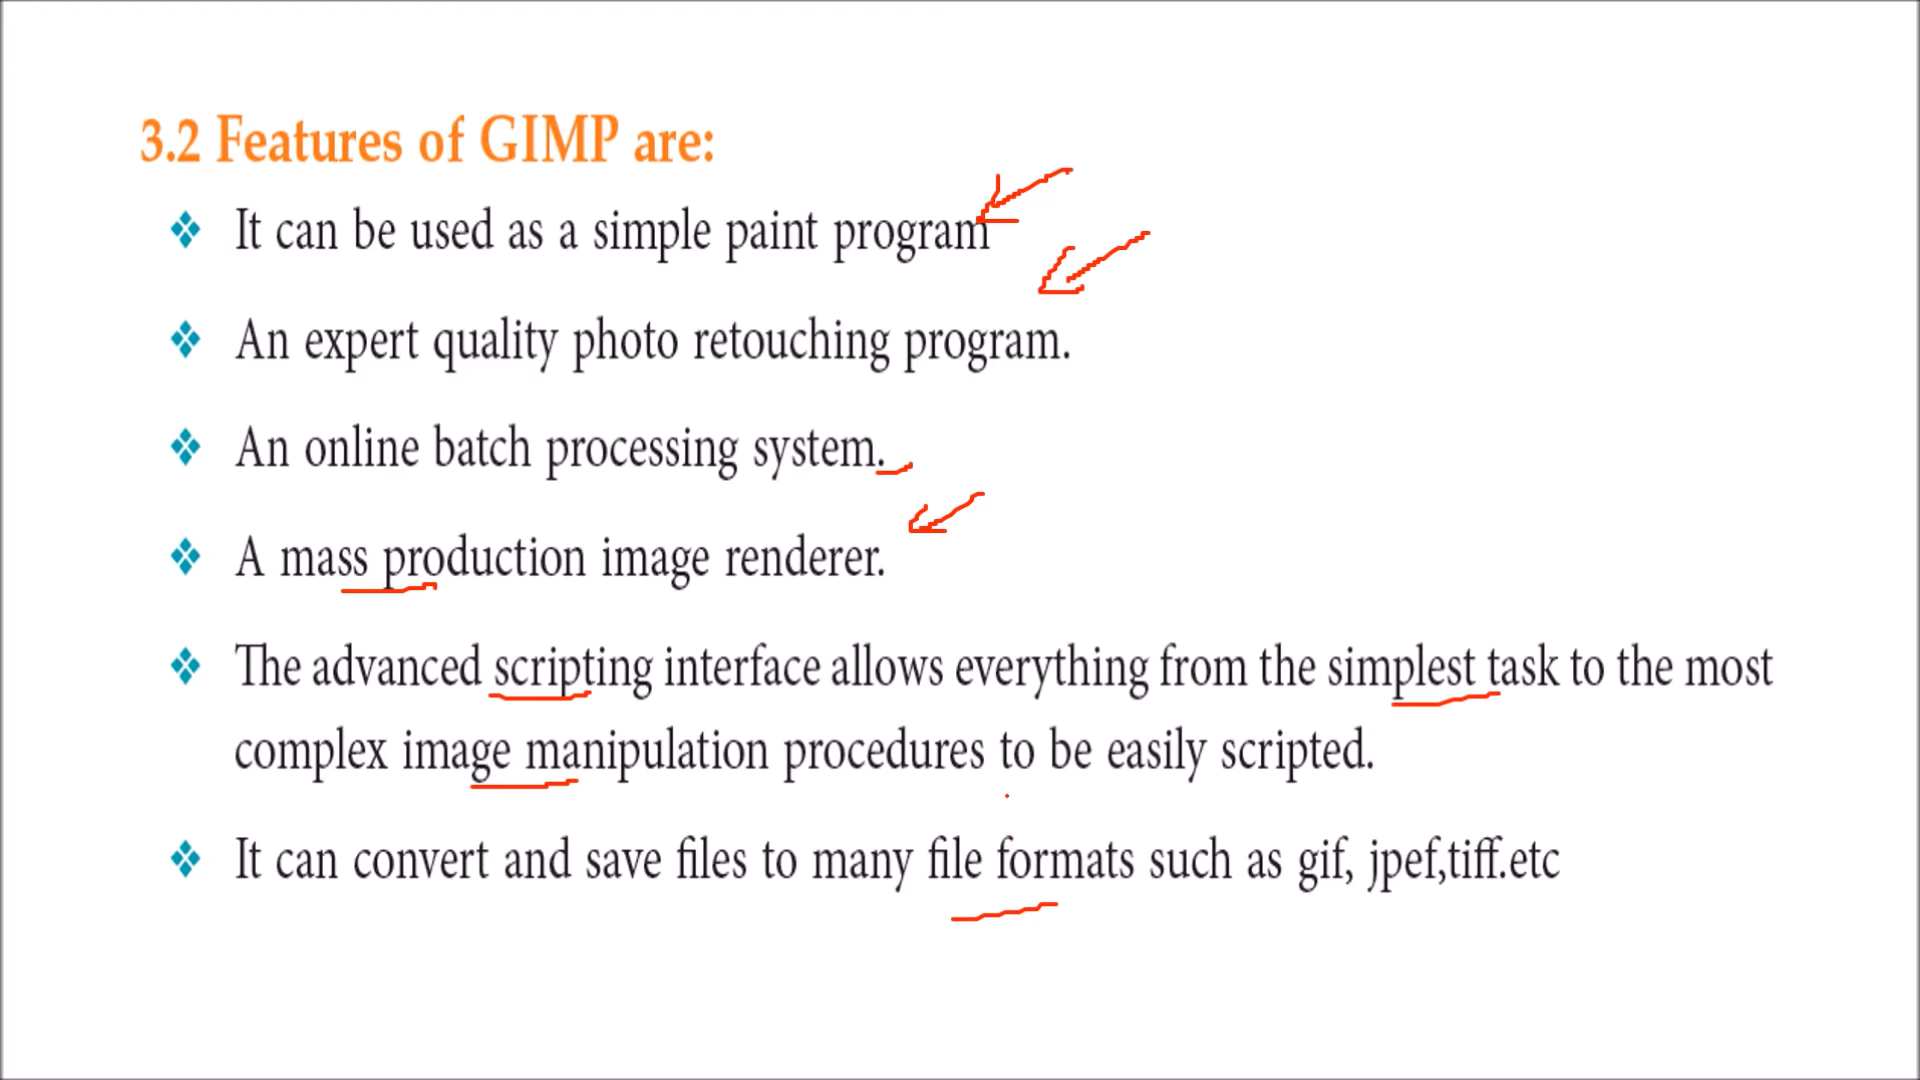 3.2 Features of GIMP are:
It can be used as a simple paint program
An expert quality photo retouching program.
An online batch processing system.
A mass production image renderer.
The advanced scripting interface allows everything from the simplest task to the most
complex image manipulation procedures to be easily scripted.
It can convert and save files to many file formats such as gif, jpef,tiff.etc